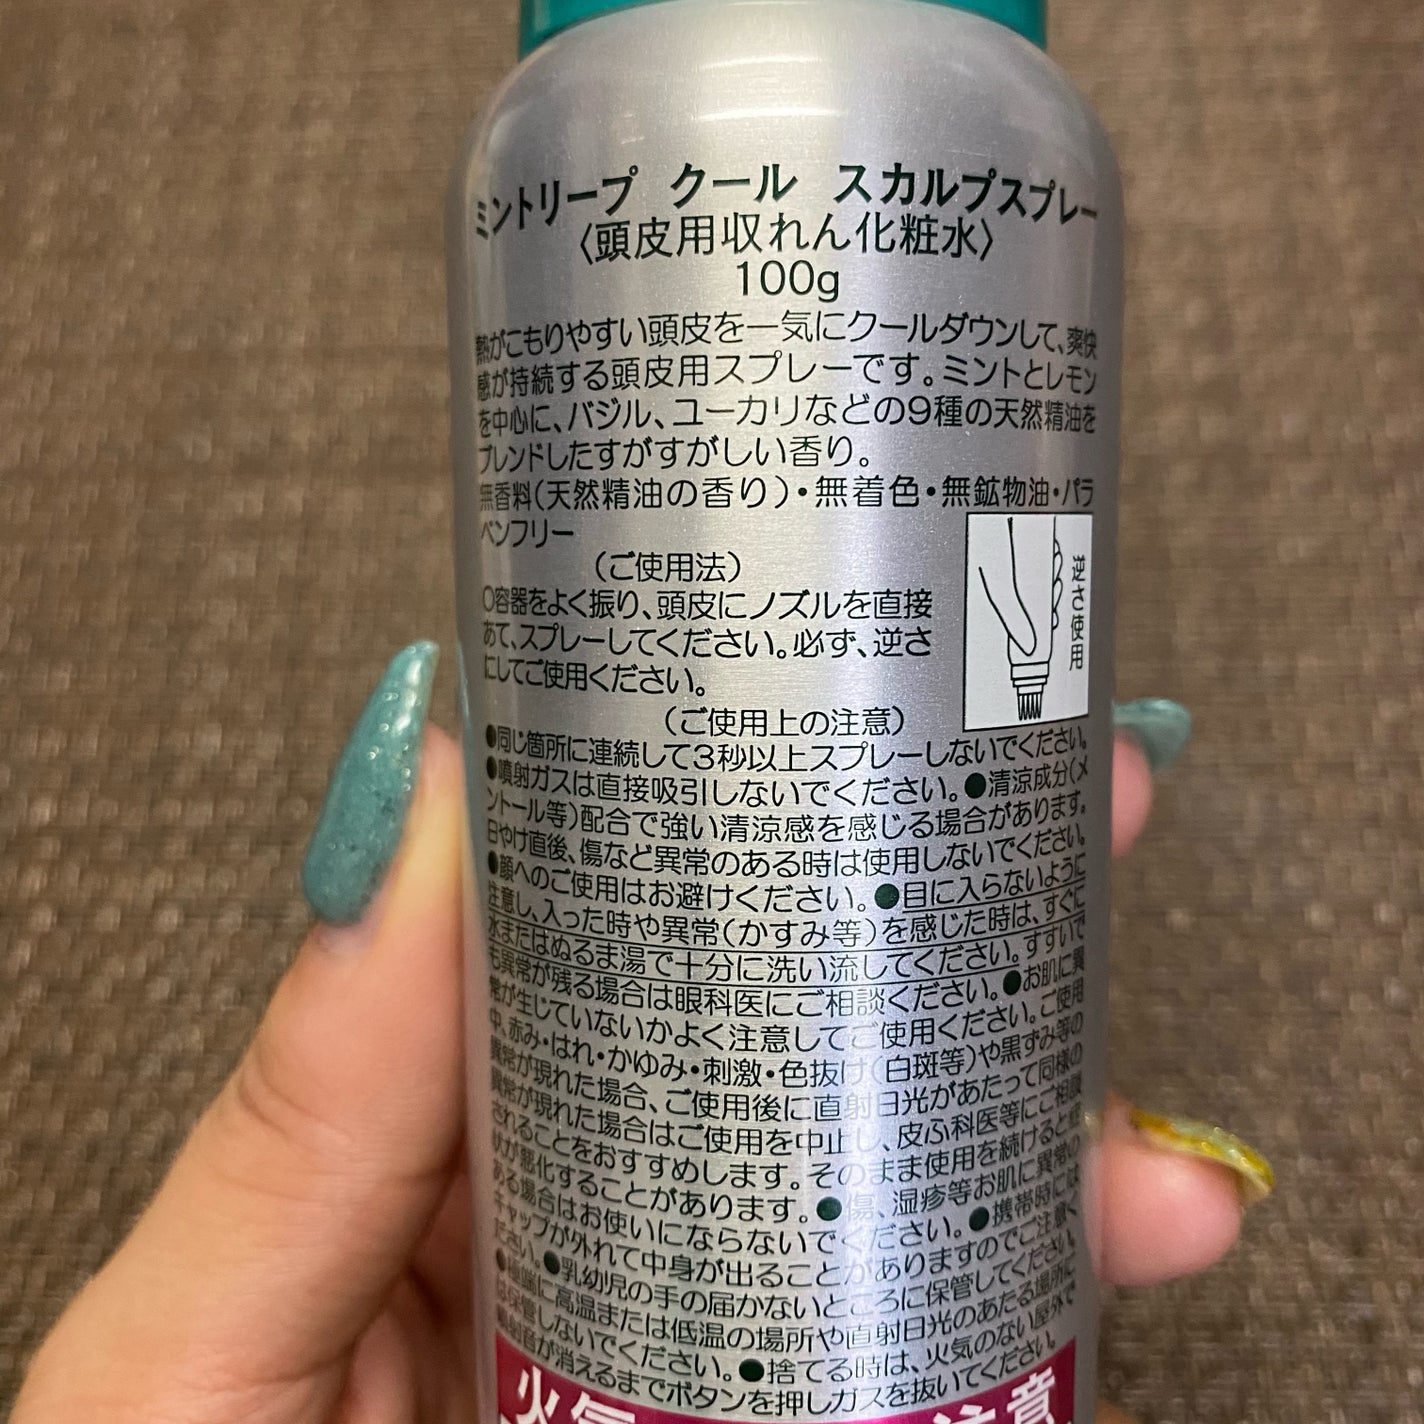 ミントリープ クール スカルプスプレー
〈頭皮用収れん化粧水〉
100g
熱がこもりやすい頭皮を一気にクールダウンして、爽快
感が持続する頭皮用スプレーです。ミントとレモン
を中心に、バジル、ユーカリなどの9種の天然精油を
ブレンドしたすがすがしい香り。
無香料(天然精油の香り)・無着色・無鉱物油・パラ
ベンフリー
(ご使用法)
○容器をよく振り、頭皮にノズルを直接
あて、スプレーしてください。必ず、逆さ
にしてご使用ください。
逆さ使用
(ご使用上の注意)
●同じ箇所に連続して3秒以上スプレーしないでください。
●噴射ガスは直接吸引しないでください。●清涼成分(メ
ントール等)配合で強い清涼感を感じる場合があります。
日やけ直後、傷など異常のある時は使用しないでください。
●顔へのご使用はお避けください。●目に入らないように
注意し、入った時や異常(かすみ等)を感じた時は、すぐに
水またはぬるま湯で十分に洗い流してください。すすいで
も異常が残る場合は眼科医にご相談ください。●お肌に異
常が生じていないかよく注意してご使用ください。ご使用
中、赤み・はれ・かゆみ・刺激・色抜け(白斑等)や黒ずみ等の
異常が現れた場合、ご使用後に直射日光があたって同様の
異常が現れた場合はご使用を中止し、皮ふ科医等にご相談
されることをおすすめします。そのまま使用を続けると症
状が悪化することがあります。●傷、湿疹等お肌に異常の
ある場合はお使いにならないでください。●携帯時には
キャップが外れて中身が出ることがありますのでご注意く
ださい。●乳幼児の手の届かないところに保管してください。
●極端に高温または低温の場所や直射日光のあたる場所に
は保管しないでください。●捨てる時は、火気のない屋外で
噴射音が消えるまでボタンを押しガスを抜いてください。
火気 注意